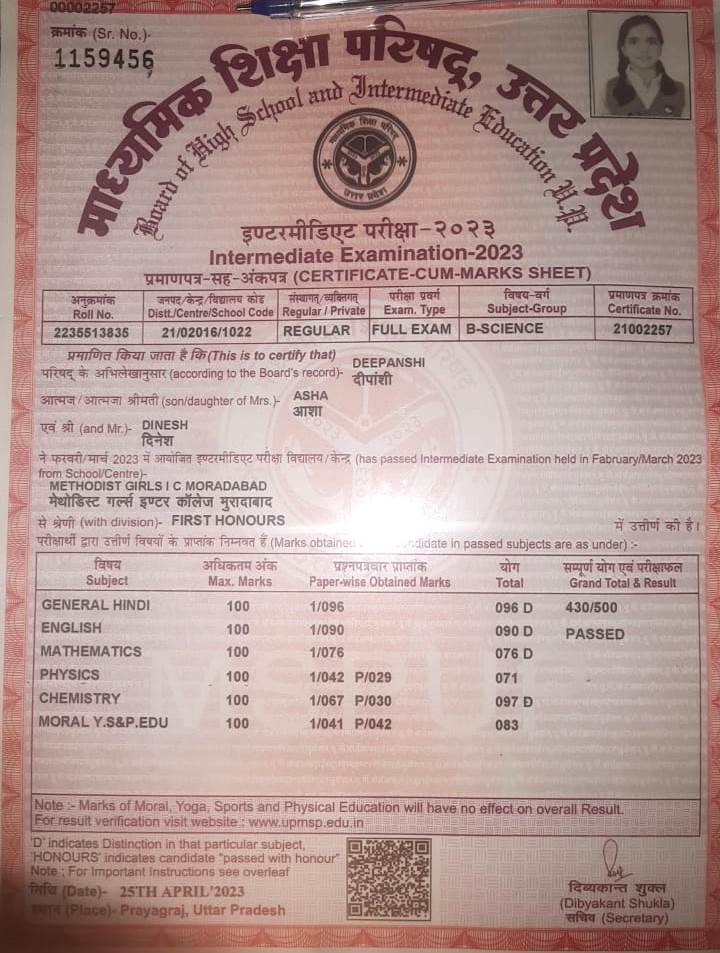 00002257
क्रमांक (Sr. No.)-
1159456
माध्यमिक शिक्षा परिषद्, उत्तर प्रदेश
Board of High School and Intermediate Education U.P.
माध्यमिक शिक्षा परिषद्
उत्तर प्रदेश
इण्टरमीडिएट परीक्षा-२०२३
Intermediate Examination-2023
प्रमाणपत्र-सह-अंकपत्र (CERTIFICATE-CUM-MARKS SHEET)
अनुक्रमांक जनपद/केन्द्र/विद्यालय कोड संस्थागत/व्यक्तिगत परीक्षा प्रवर्ग विषय-वर्ग प्रमाणपत्र क्रमांक
Roll No. Distt./Centre/School Code Regular / Private Exam. Type Subject-Group Certificate No.
2235513835 21/02016/1022 REGULAR FULL EXAM B-SCIENCE 21002257
प्रमाणित किया जाता है कि (This is to certify that)
परिषद् के अभिलेखानुसार (according to the Board's record)- DEEPANSHI
दीपांशी
आत्मज/आत्मजा श्रीमती (son/daughter of Mrs.)- ASHA
आशा
एवं श्री (and Mr.)- DINESH
दिनेश
ने फरवरी/मार्च 2023 में आयोजित इण्टरमीडिएट परीक्षा विद्यालय/केन्द्र (has passed Intermediate Examination held in Fabruary/March 2023
from School/Centre)-
METHODIST GIRLS I C MORADABAD
मेथोडिस्ट गर्ल्स इण्टर कॉलेज मुरादाबाद
से श्रेणी (with division)- FIRST HONOURS में उत्तीर्ण की है।
परीक्षार्थी द्वारा उत्तीर्ण विषयों के प्राप्तांक निम्नवत हैं (Marks obtained candidate in passed subjects are as under) :-
विषय अधिकतम अंक प्रश्नपत्रवार प्राप्तांक योग सम्पूर्ण योग एवं परीक्षाफल
Subject Max. Marks Paper-wise Obtained Marks Total Grand Total & Result
GENERAL HINDI 100 1/096 096 D 430/500
ENGLISH 100 1/090 090 D PASSED
MATHEMATICS 100 1/076 076 D
PHYSICS 100 1/042 P/029 071
CHEMISTRY 100 1/067 P/030 097 D
MORAL Y.S&P.EDU 100 1/041 P/042 083
Note :- Marks of Moral, Yoga, Sports and Physical Education will have no effect on overall Result.
For result verification visit website : www.upmsp.edu.in
'D' indicates Distinction in that particular subject,
'HONOURS' indicates candidate "passed with honour"
Note : For Important Instructions see overleaf
तिथि (Date)- 25TH APRIL'2023
स्थान (Place)- Prayagraj, Uttar Pradesh
दिव्यकान्त शुक्ल
(Dibyakant Shukla)
सचिव (Secretary)